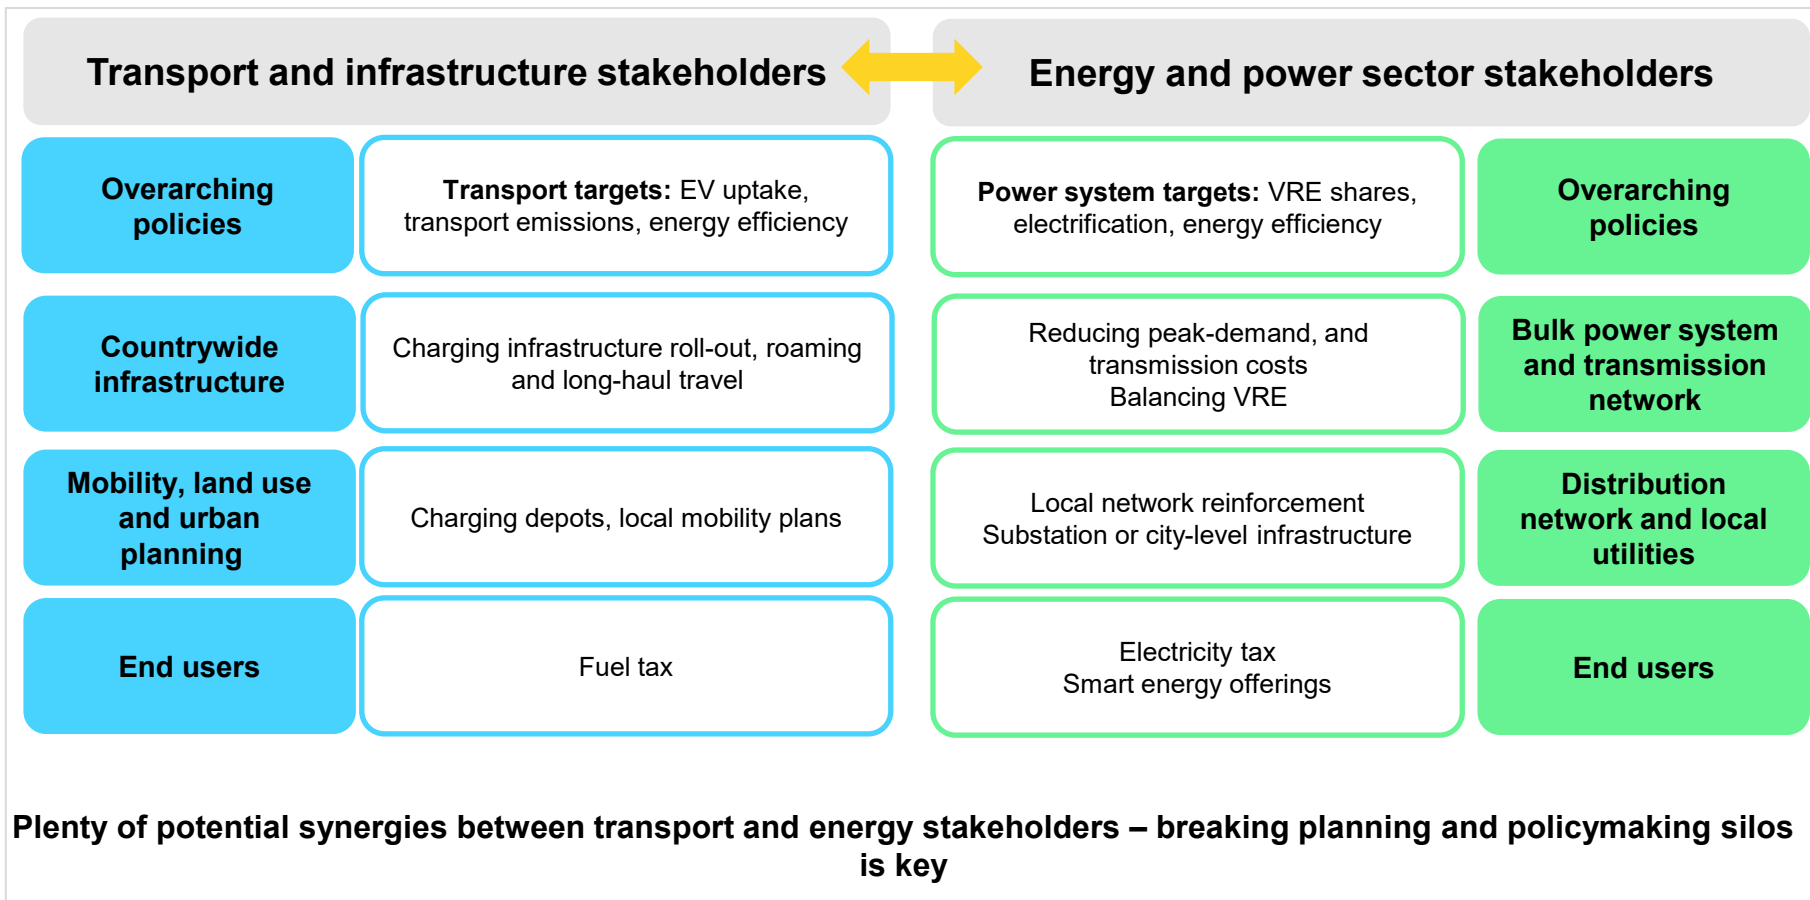 Transport and infrastructure stakeholders
Energy and power sector stakeholders
Overarching
policies
Transport targets: EV uptake,
transport emissions, energy efficiency
Power system targets: VRE shares,
electrification, energy efficiency
Overarching
policies
Countrywide
infrastructure
Charging infrastructure roll-out, roaming
and long-haul travel
Reducing peak-demand, and
transmission costs
Balancing VRE
Bulk power system
and transmission
network
Mobility, land use
and urban
planning
Charging depots, local mobility plans
Local network reinforcement
Substation or city-level infrastructure
Distribution
network and local
utilities
End users
Fuel tax
Electricity tax
Smart energy offerings
End users
Plenty of potential synergies between transport and energy stakeholders – breaking planning and policymaking silos
is key